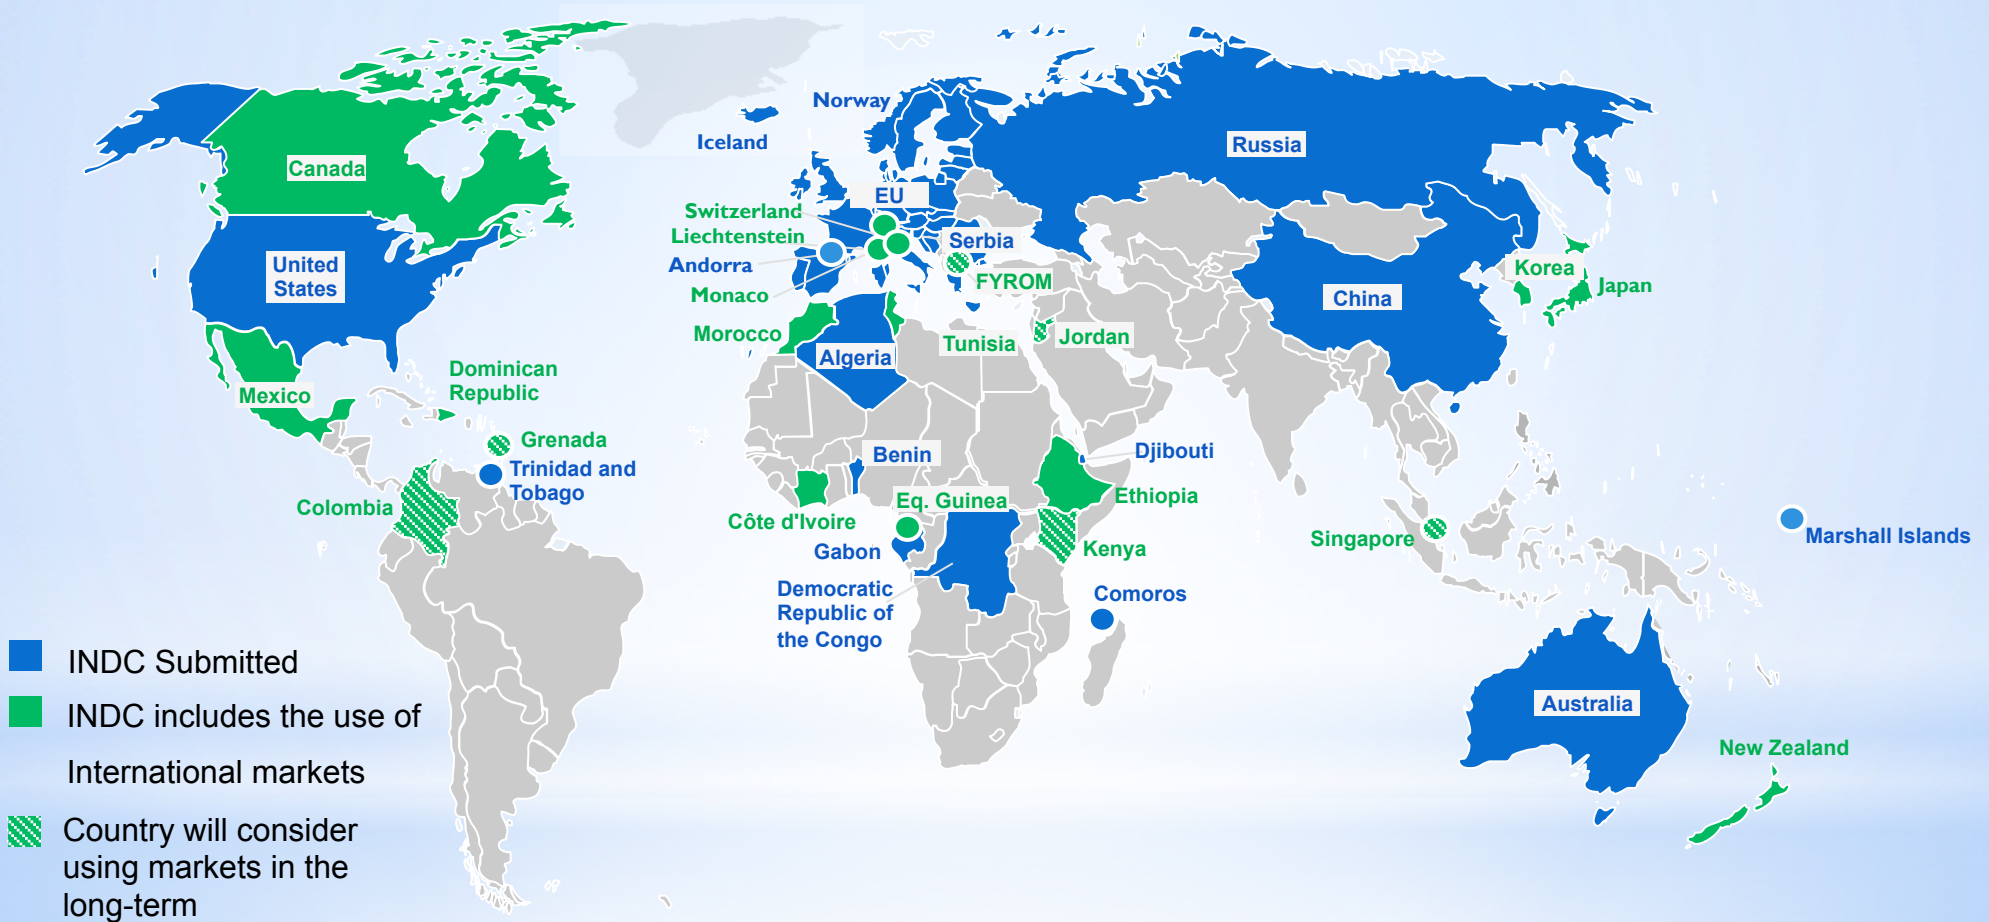 Norway
Iceland
Russia
Canada
EU
Switzerland
Liechtenstein
Serbia
Andorra
United
States
Korea
FYROM
Japan
Monaco
China
Morocco
Tunisia
Jordan
Algeria
Dominican
Republic
Mexico
Grenada
Benin
Djibouti
Trinidad and
Tobago
Colombia
Eq. Guinea
Ethiopia
Côte d'Ivoire
Gabon
Kenya
Singapore
Marshall Islands
Democratic
Republic of
the Congo
Comoros
Australia
New Zealand
INDC Submitted
INDC includes the use of
International markets
Country will consider
using markets in the
long-term